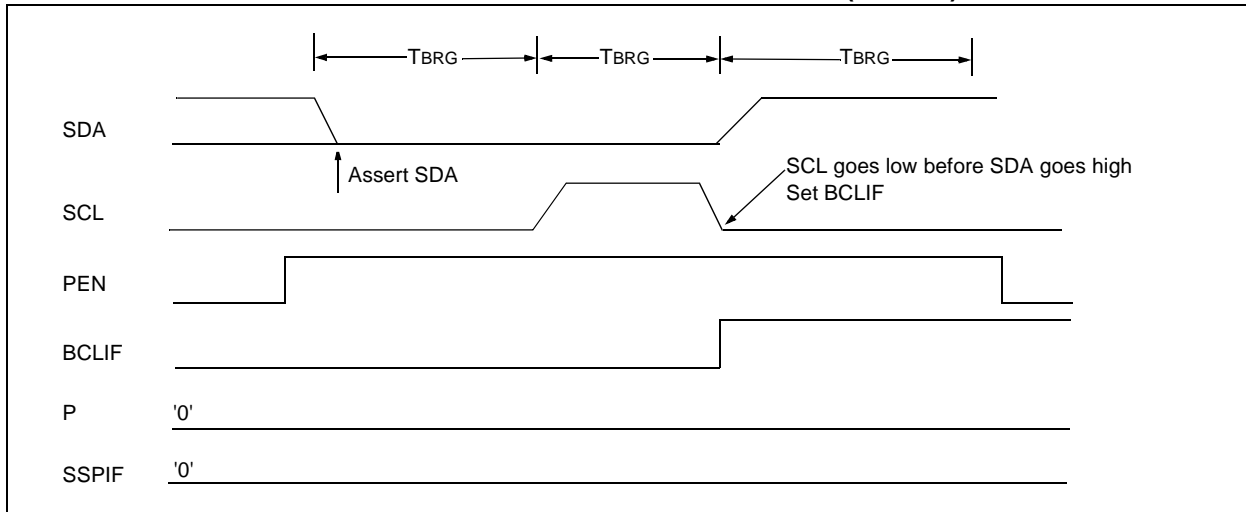 TBRG TBRG TBRG
SDA
Assert SDA
SCL goes low before SDA goes high
Set BCLIF
SCL
PEN
BCLIF
P '0'
SSPIF '0'